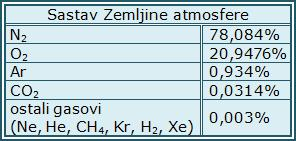 Sastav Zemljine atmosfere
N₂ 78,084%
O₂ 20,9476%
Ar 0,934%
CO₂ 0,0314%
ostali gasovi
(Ne, He, CH₄, Kr, H₂, Xe) 0,003%